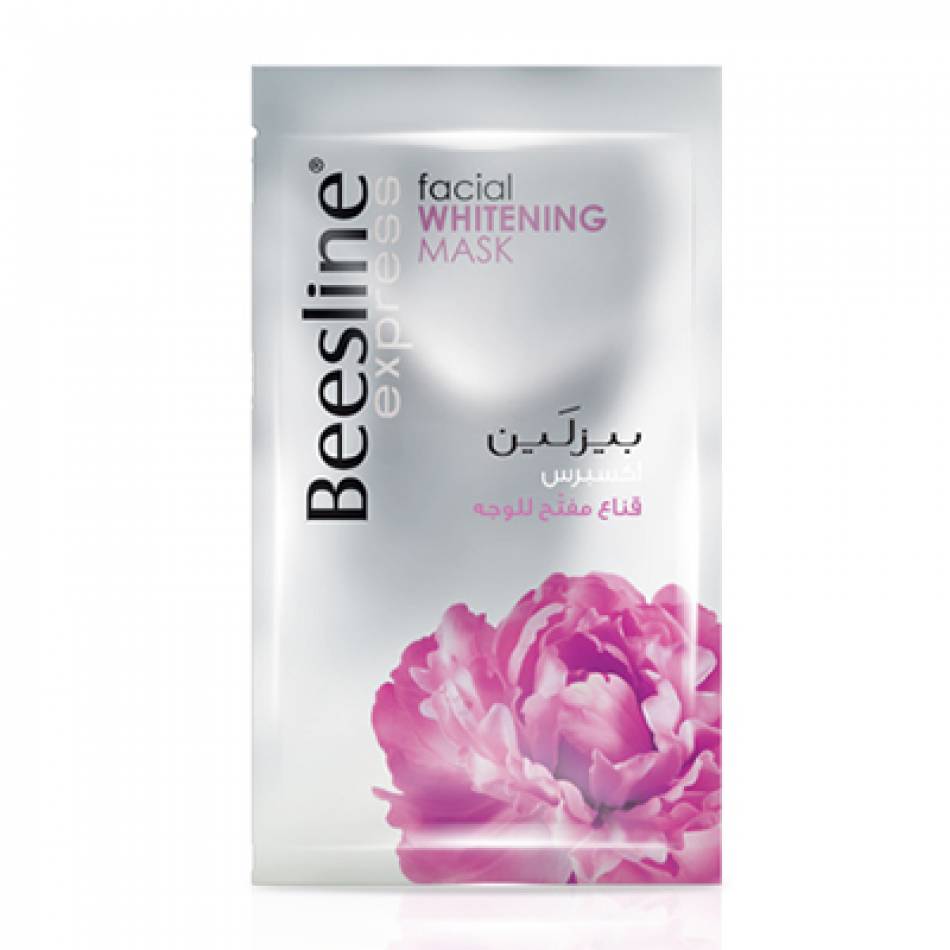 Beesline®
express
facial
WHITENING
MASK
بيزلَين
اكسبرس
قناع مفتّح للوجه